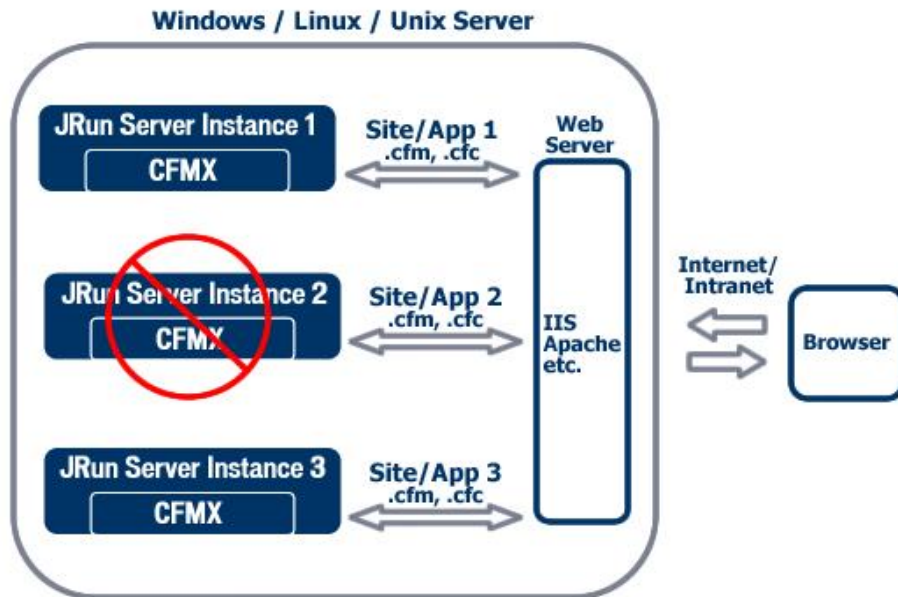 Windows / Linux / Unix Server
JRun Server Instance 1
CFMX
Site/App 1
.cfm, .cfc
Web
Server
JRun Server Instance 2
CFMX
Site/App 2
.cfm, .cfc
IIS
Apache
etc.
Internet/
Intranet
Browser
JRun Server Instance 3
CFMX
Site/App 3
.cfm, .cfc